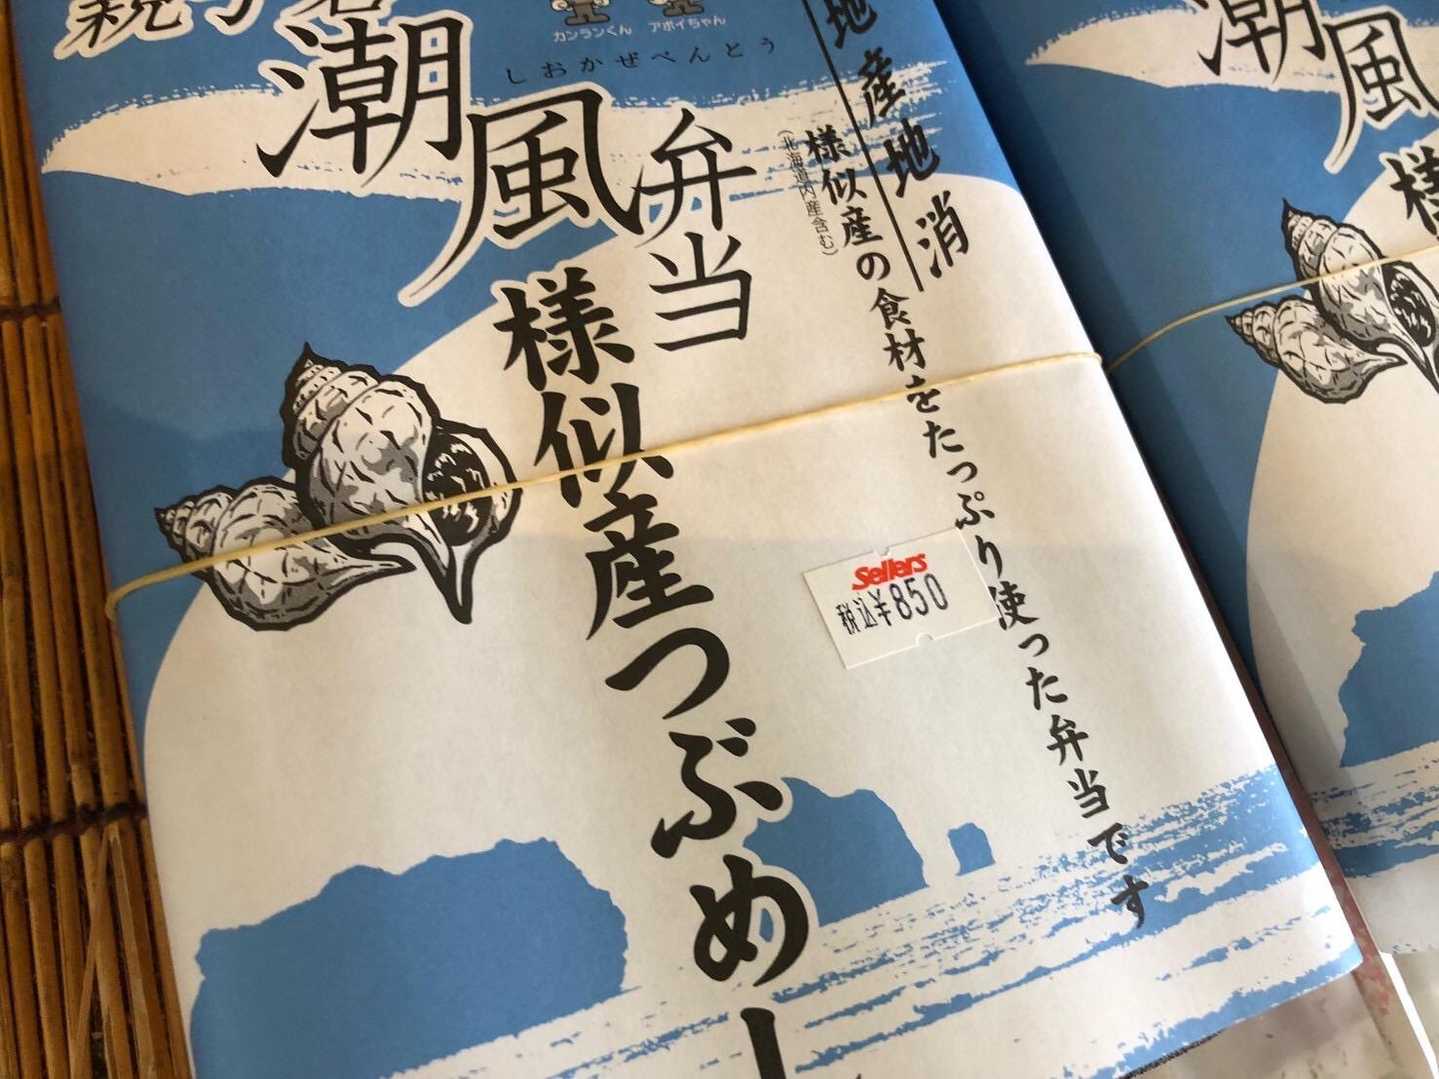 カンランくん アポイちゃん
しおかぜべんとう
潮風弁当
地産地消
様似産の食材をたっぷり使った弁当です
(北海道内産含む)
様似産つぶめし
Sellers
税込¥850
潮風
様